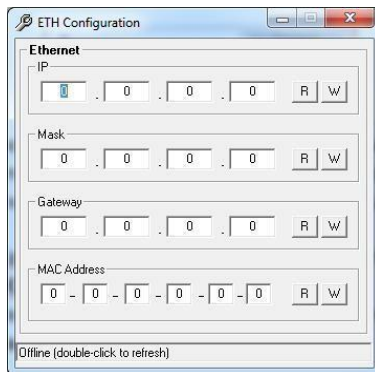 ETH Configuration
Ethernet
IP
0 . 0 . 0 . 0 R W
Mask
0 . 0 . 0 . 0 R W
Gateway
0 . 0 . 0 . 0 R W
MAC Address
0 - 0 - 0 - 0 - 0 - 0 R W
Offline (double-click to refresh)